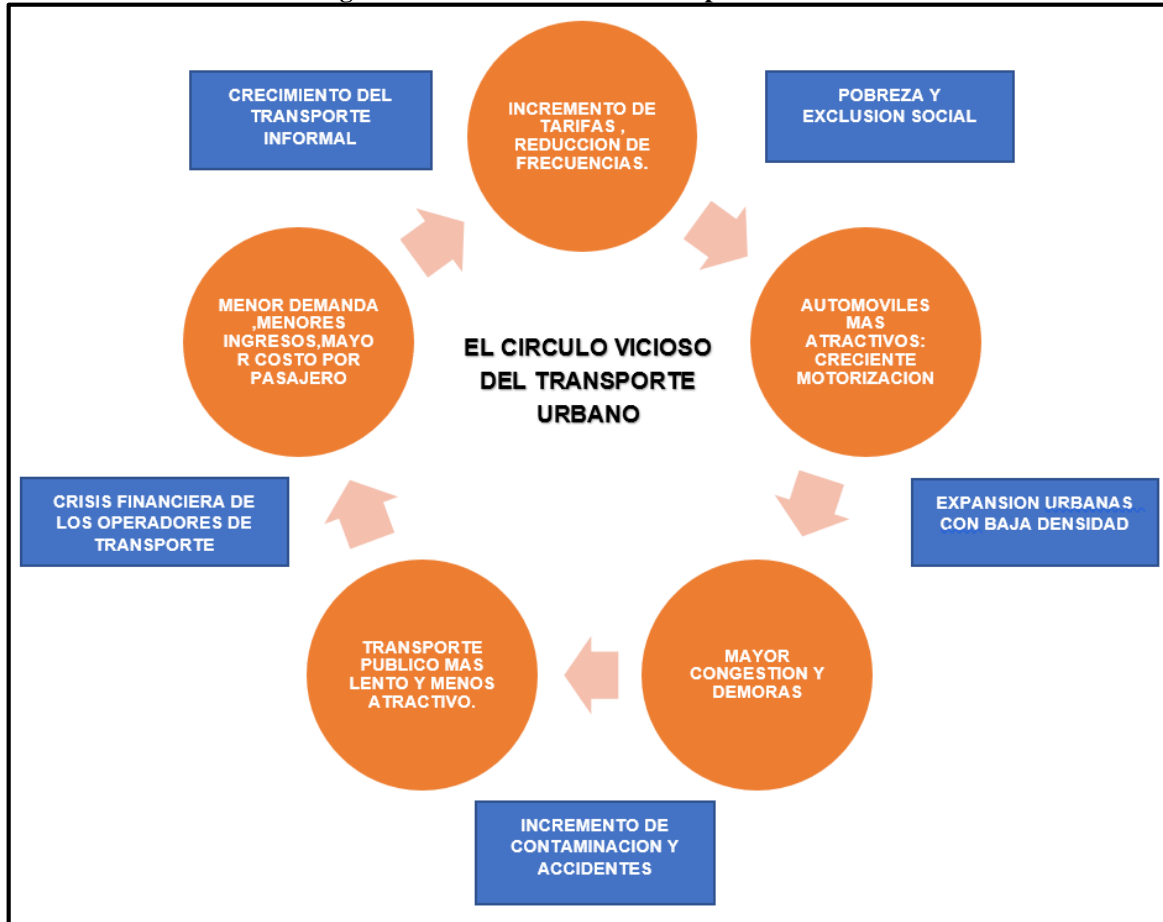 CRECIMIENTO DEL
TRANSPORTE
INFORMAL
INCREMENTO DE
TARIFAS ,
REDUCCION DE
FRECUENCIAS.
POBREZA Y
EXCLUSION SOCIAL
MENOR DEMANDA
,MENORES
INGRESOS,MAYO
R COSTO POR
PASAJERO
EL CIRCULO VICIOSO
DEL TRANSPORTE
URBANO
AUTOMOVILES
MAS
ATRACTIVOS:
CRECIENTE
MOTORIZACION
CRISIS FINANCIERA DE
LOS OPERADORES DE
TRANSPORTE
EXPANSION URBANAS
CON BAJA DENSIDAD
TRANSPORTE
PUBLICO MAS
LENTO Y MENOS
ATRACTIVO.
MAYOR
CONGESTION Y
DEMORAS
INCREMENTO DE
CONTAMINACION Y
ACCIDENTES